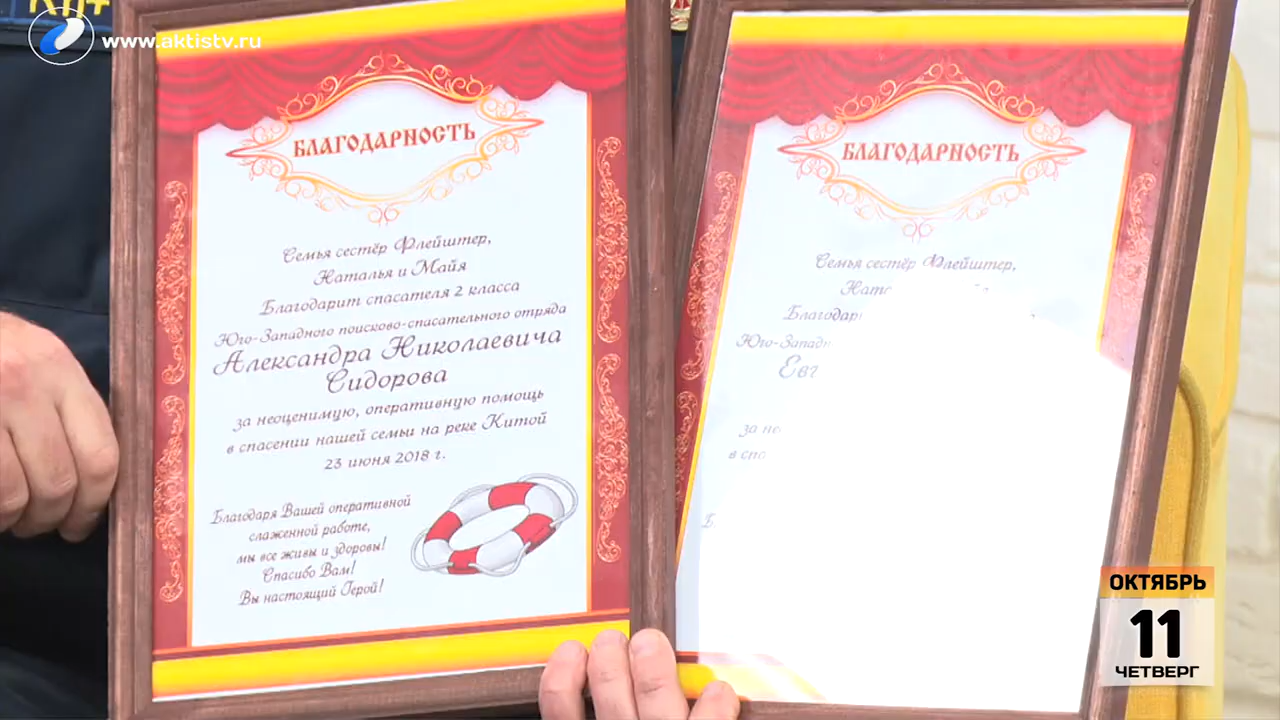 www.aktistv.ru
БЛАГОДАРНОСТЬ
Семья сестёр Флейштер,
Наталья и Майя
Благодарит спасателя 2 класса
Юго-Западного поисково-спасательного отряда
Александра Николаевича
Сидорова
за неоценимую, оперативную помощь
в спасении нашей семьи на реке Китой
23 июня 2018 г.
Благодаря Вашей оперативной
слаженной работе,
мы все живы и здоровы!
Спасибо Вам!
Вы настоящий Герой!
БЛАГОДАРНОСТЬ
Семья сестёр Флейштер,
ОКТЯБРЬ
11
ЧЕТВЕРГ